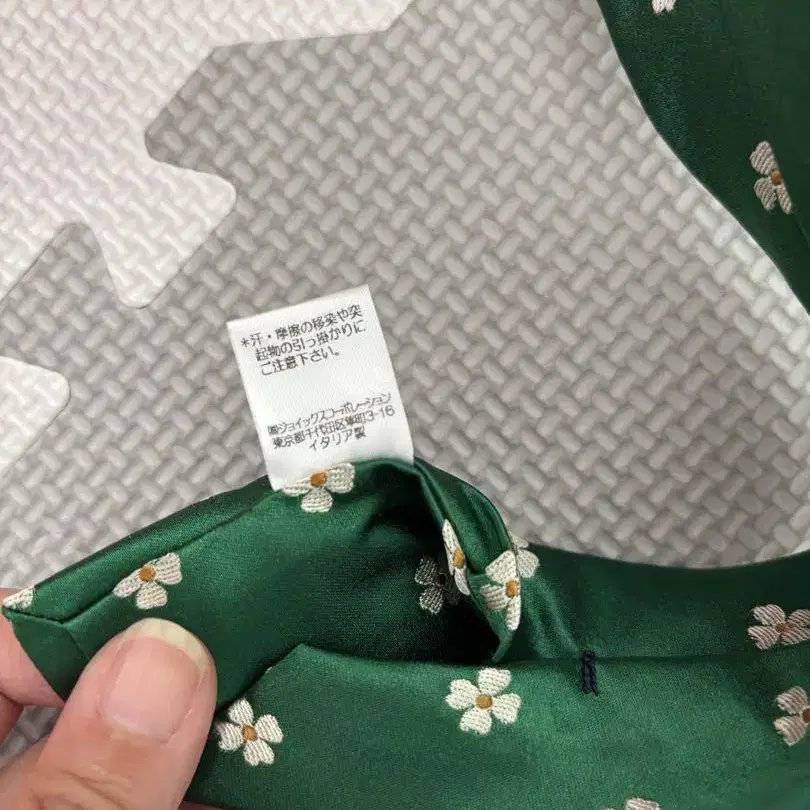 *汗・摩擦の移染や突
起物の引っ掛かりに
ご注意下さい。
㈱ジョイックスコーポレーション
東京都千代田区隼町3-16
イタリア製